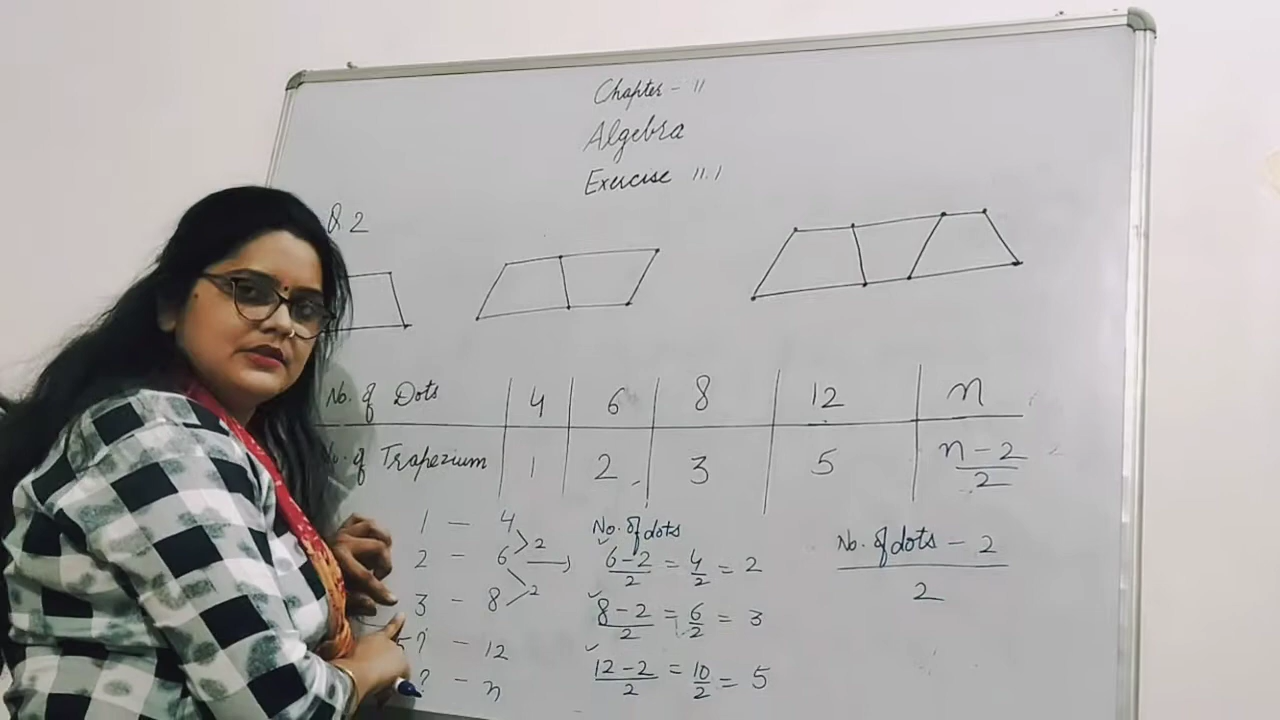 Chapter - 11
Algebra
Exercise 11.1
Q 2
No. of Dots | 4 | 6 | 8 | 12 | n
No. of Trapezium | 1 | 2 | 3 | 5 | n-2/2
1 - 4
2 - 6
3 - 8
5? - 12
? - n
>2
>2
No. of dots
6-2/2 = 4/2 = 2
8-2/2 = 6/2 = 3
12-2/2 = 10/2 = 5
No. of dots - 2
2